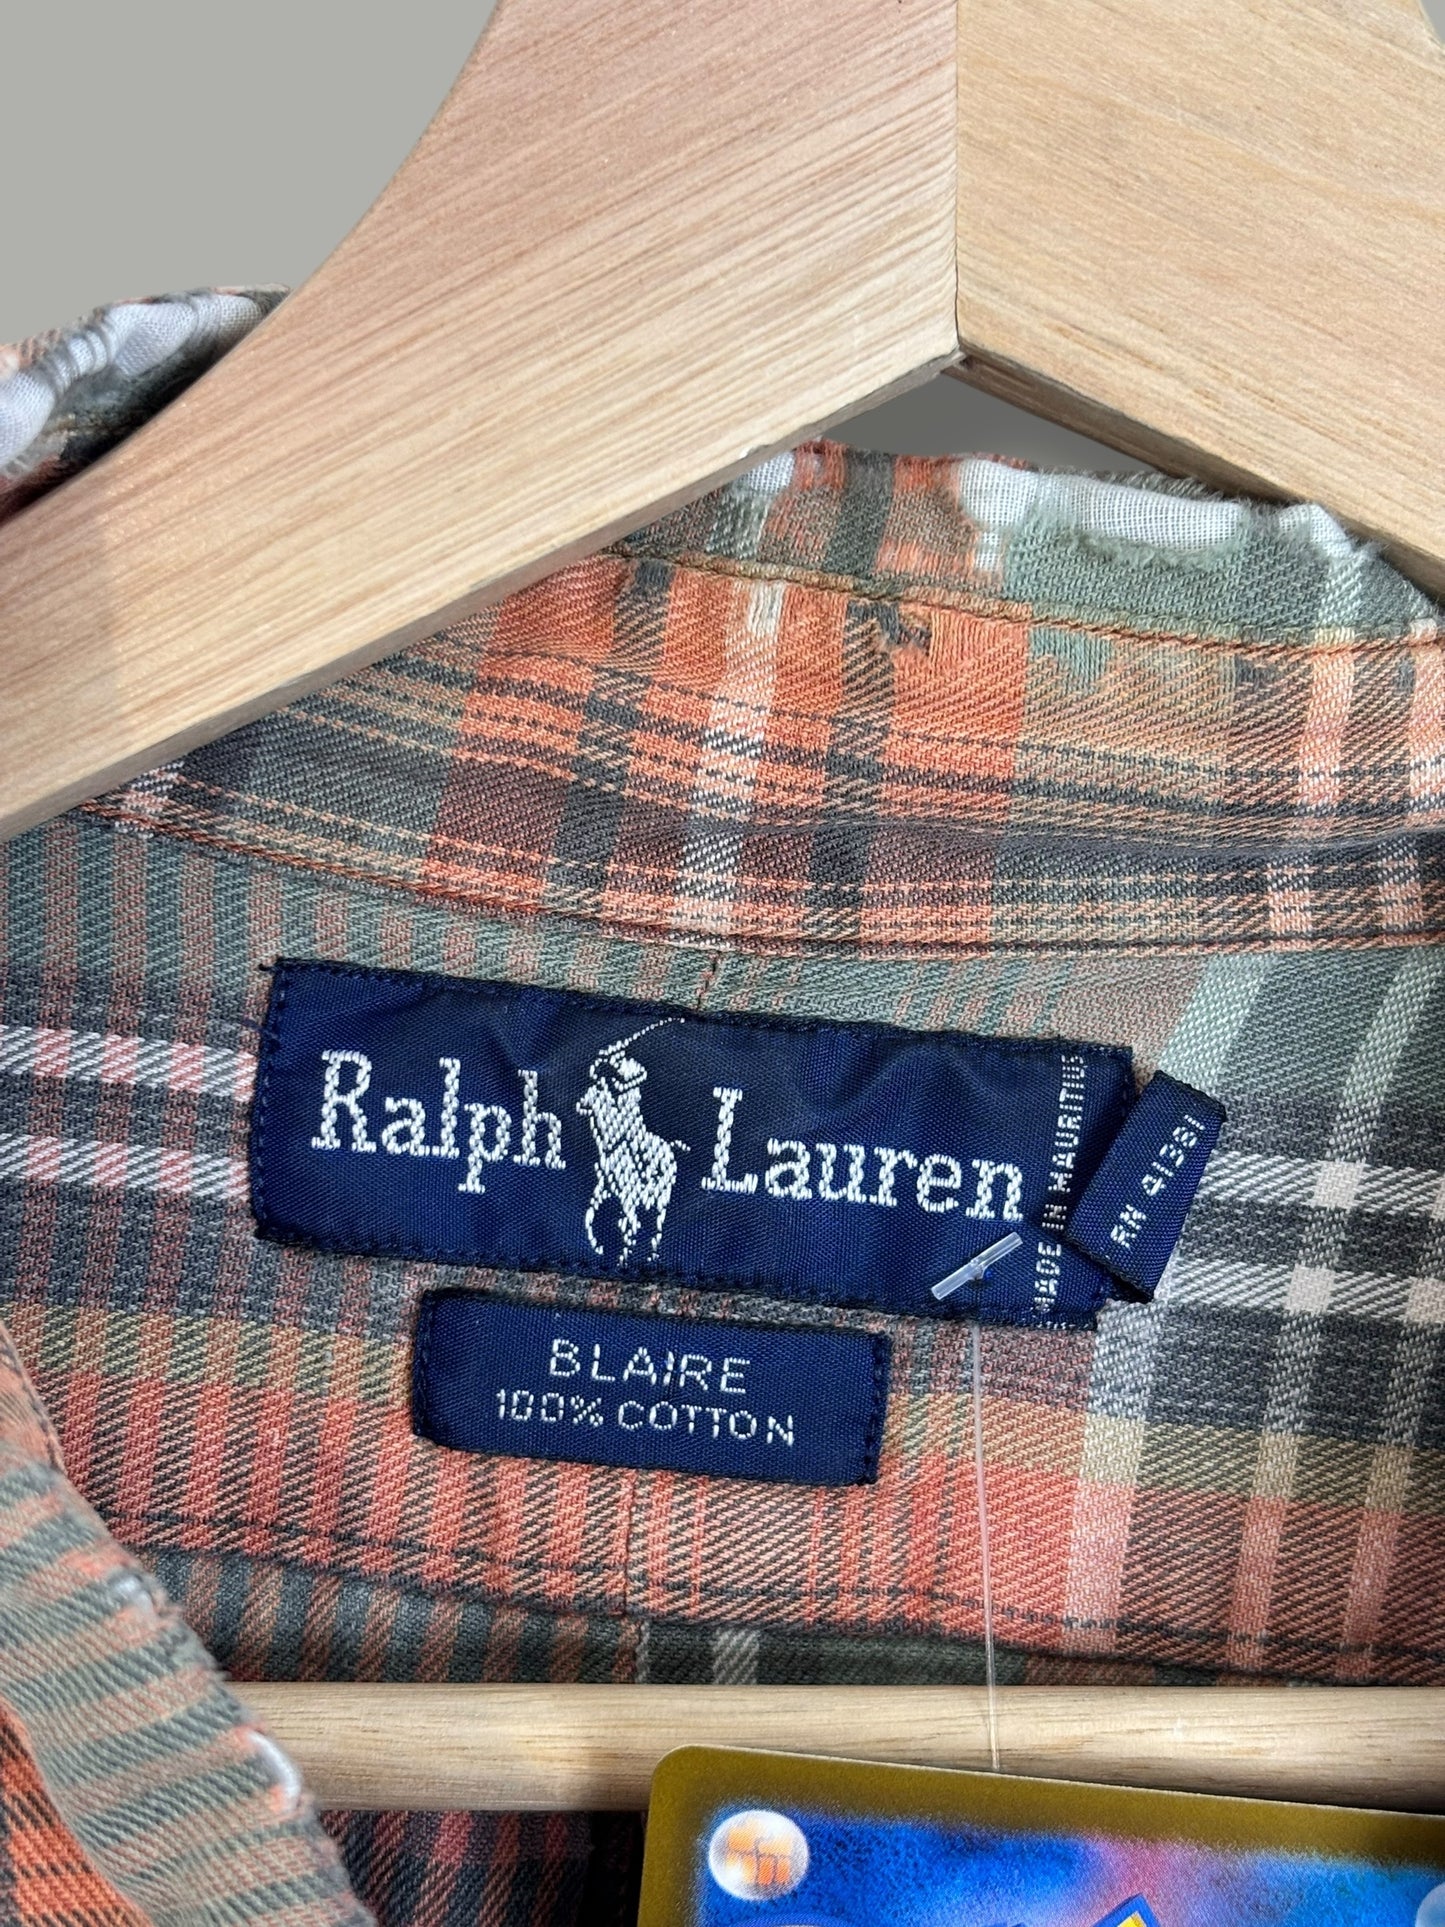 Ralph Lauren
MADE IN MAURITIUS
RN 41381
BLAIRE
100% COTTON